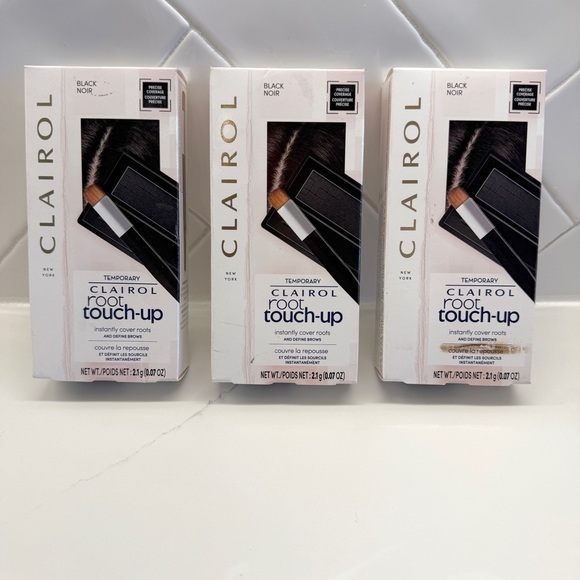 BLACK
NOIR
PRECISE
COVERAGE
COUVERTURE
PRÉCISE
CLAIROL
NEW
YORK
TEMPORARY
CLAIROL
root
touch-up
instantly cover roots
AND DEFINE BROWS
couvre la repousse
ET DÉFINIT LES SOURCILS
INSTANTANÉMENT
NET WT./POIDS NET : 2.1 g (0.07 OZ)
BLACK
NOIR
PRECISE
COVERAGE
COUVERTURE
PRÉCISE
CLAIROL
NEW
YORK
TEMPORARY
CLAIROL
root
touch-up
instantly cover roots
AND DEFINE BROWS
couvre la repousse
ET DÉFINIT LES SOURCILS
INSTANTANÉMENT
NET WT./POIDS NET : 2.1 g (0.07 OZ)
BLACK
NOIR
PRECISE
COVERAGE
COUVERTURE
PRÉCISE
CLAIROL
NEW
YORK
TEMPORARY
CLAIROL
root
touch-up
instantly cover roots
AND DEFINE BROWS
couvre la repousse
ET DÉFINIT LES SOURCILS
INSTANTANÉMENT
NET WT./POIDS NET : 2.1 g (0.07 OZ)